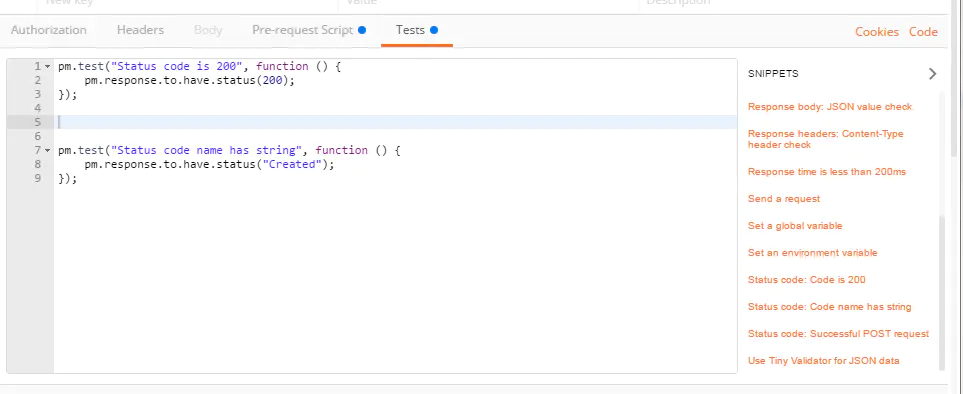 New key Value Description
Authorization Headers Body Pre-request Script Tests Cookies Code
1 pm.test("Status code is 200", function () {
2 pm.response.to.have.status(200);
3 });
4
5
6
7 pm.test("Status code name has string", function () {
8 pm.response.to.have.status("Created");
9 });
SNIPPETS
Response body: JSON value check
Response headers: Content-Type
header check
Response time is less than 200ms
Send a request
Set a global variable
Set an environment variable
Status code: Code is 200
Status code: Code name has string
Status code: Successful POST request
Use Tiny Validator for JSON data